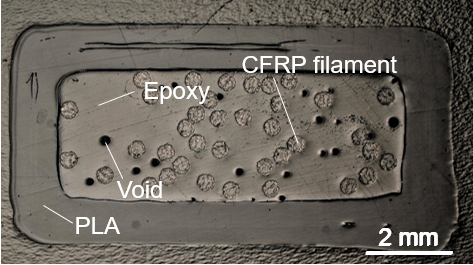 CFRP filament
Epoxy
Void
PLA
2 mm